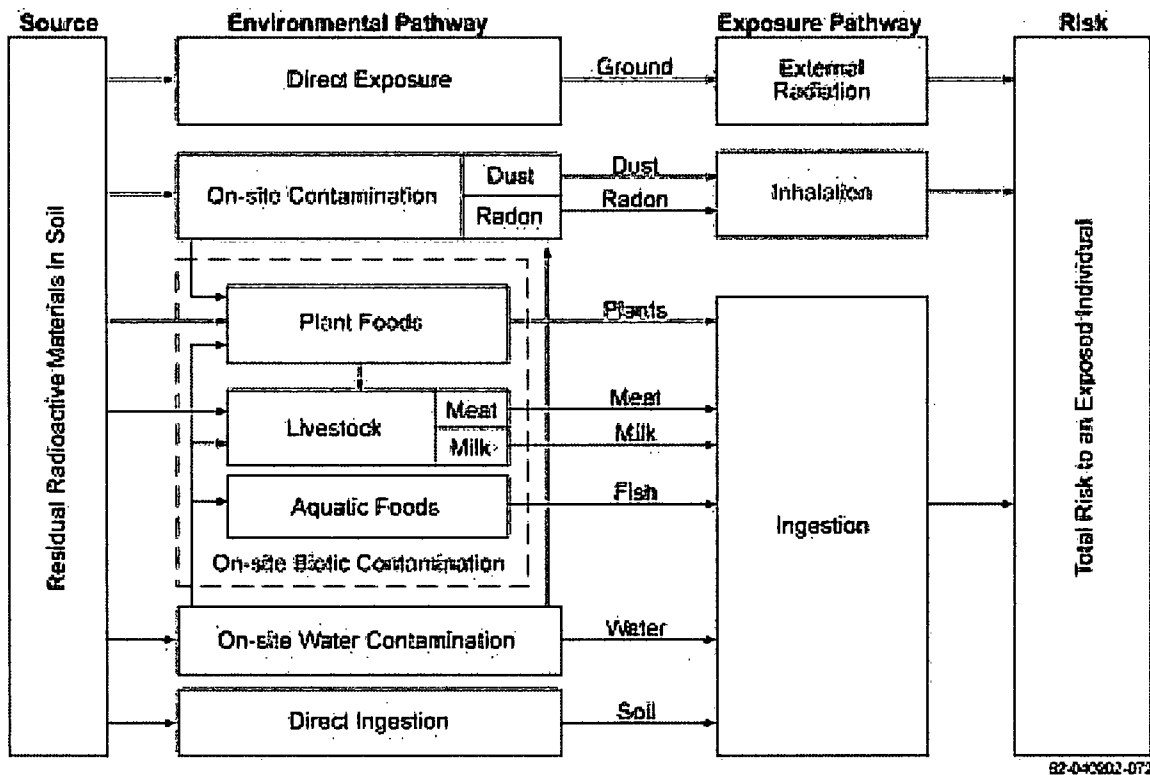 Source
Environmental Pathway
Exposure Pathway
Risk
Residual Radioactive Materials in Soil
Direct Exposure
Ground
External
Radiation
On-site Contamination
Dust
Radon
Dust
Radon
Inhalation
Plant Foods
Plants
Livestock
Meat
Milk
Meat
Milk
Aquatic Foods
Fish
On-site Biotic Contamination
Ingestion
On-site Water Contamination
Water
Direct Ingestion
Soil
Total Risk to an Exposed Individual